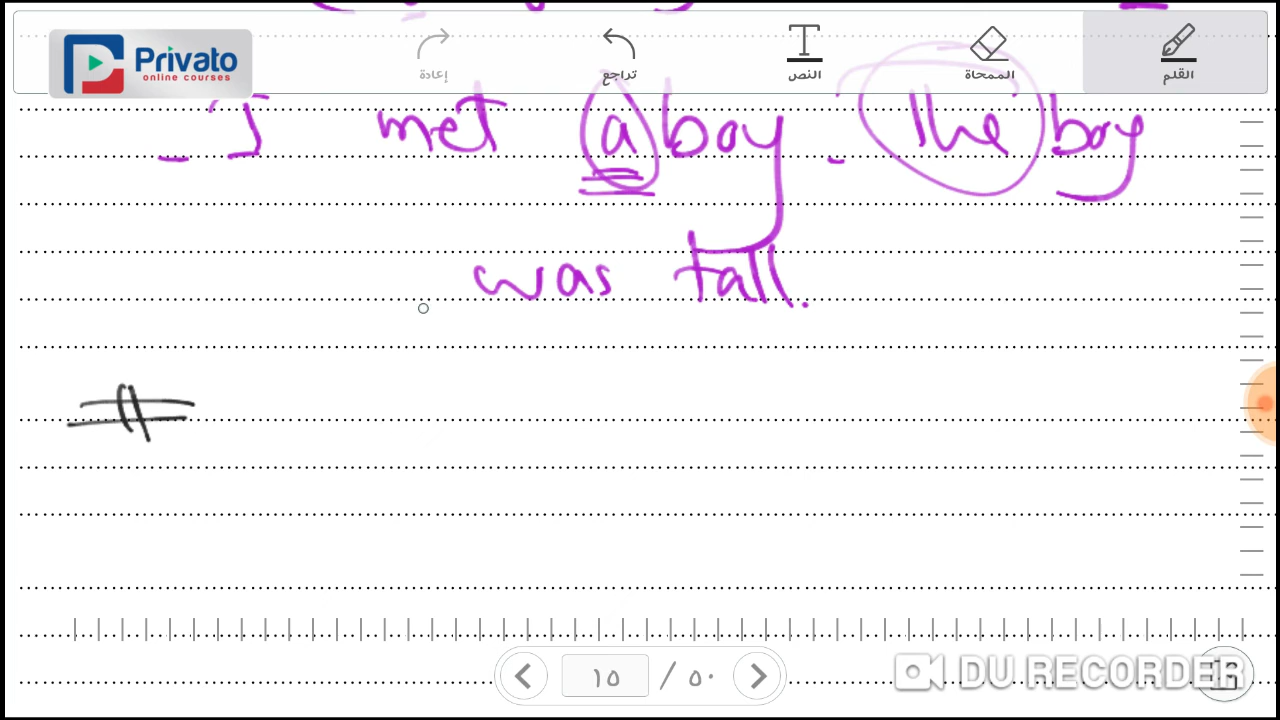 Privato
online courses
إعادة
تراجع
النص
الممحاة
القلم
- I met a boy. The boy
was tall.
١٥ / ٥٠
DU RECORDER